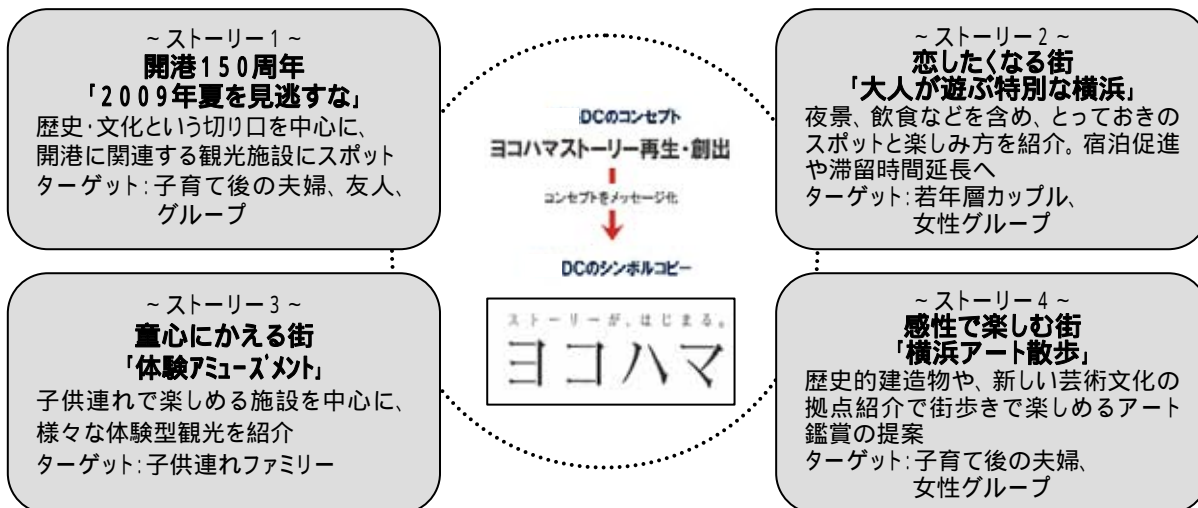 ~ ストーリー1 ~
開港150周年
「2009年夏を見逃すな」
歴史・文化という切り口を中心に、
開港に関連する観光施設にスポット
ターゲット:子育て後の夫婦、友人、
グループ
~ ストーリー2 ~
恋したくなる街
「大人が遊ぶ特別な横浜」
夜景、飲食などを含め、とっておきの
スポットと楽しみ方を紹介。宿泊促進
や滞留時間延長へ
ターゲット:若年層カップル、
女性グループ
DCのコンセプト
ヨコハマストーリー再生・創出
コンセプトをメッセージ化
DCのシンボルコピー
ストーリーが、はじまる。
ヨコハマ
~ ストーリー3 ~
童心にかえる街
「体験アミューズメント」
子供連れで楽しめる施設を中心に、
様々な体験型観光を紹介
ターゲット:子供連れファミリー
~ ストーリー4 ~
感性で楽しむ街
「横浜アート散歩」
歴史的建造物や、新しい芸術文化の
拠点紹介で街歩きで楽しめるアート
鑑賞の提案
ターゲット:子育て後の夫婦、
女性グループ